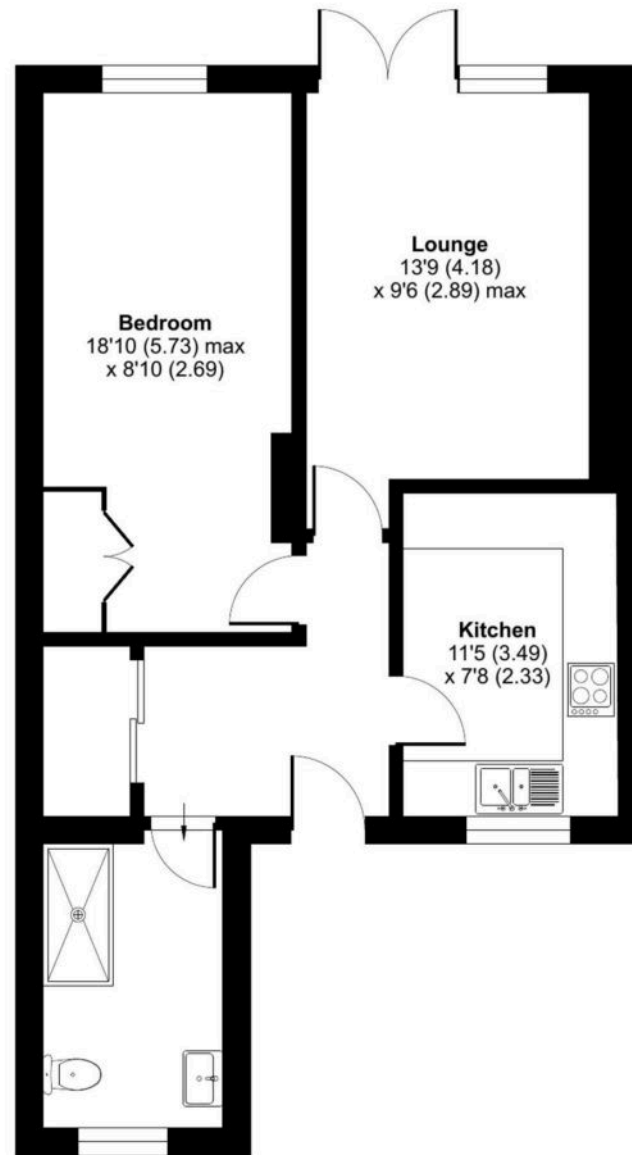 Lounge
13'9 (4.18)
x 9'6 (2.89) max
Bedroom
18'10 (5.73) max
x 8'10 (2.69)
Kitchen
11'5 (3.49)
x 7'8 (2.33)